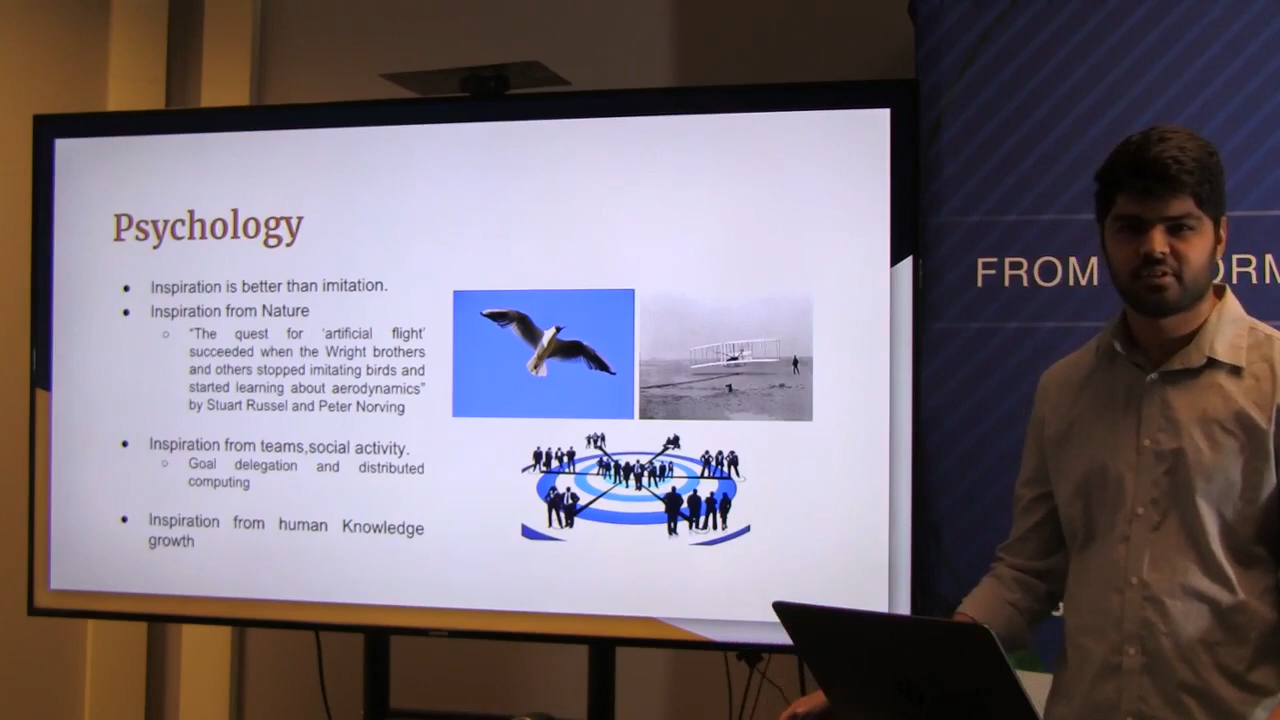 Psychology
Inspiration is better than imitation.
Inspiration from Nature
“The quest for ‘artificial flight’
succeeded when the Wright brothers
and others stopped imitating birds and
started learning about aerodynamics”
by Stuart Russel and Peter Norving
Inspiration from teams,social activity.
Goal delegation and distributed
computing
Inspiration from human Knowledge
growth
FROM